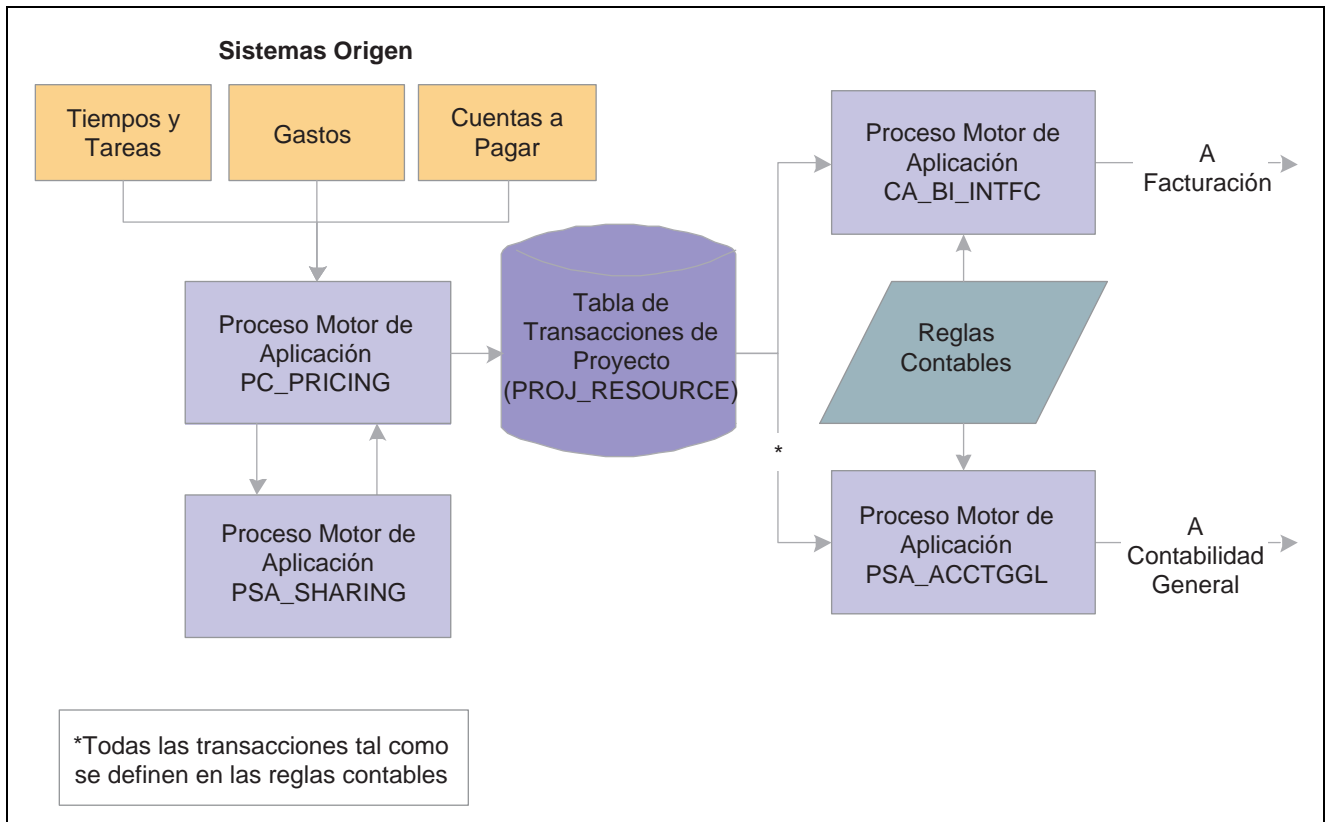 Sistemas Origen
Tiempos y
Tareas
Gastos
Cuentas a
Pagar
Proceso Motor de
Aplicación
CA_BI_INTFC
A
Facturación
Proceso Motor de
Aplicación
PC_PRICING
Tabla de
Transacciones de
Proyecto
(PROJ_RESOURCE)
Reglas
Contables
*
Proceso Motor de
Aplicación
PSA_SHARING
Proceso Motor de
Aplicación
PSA_ACCTGGL
A
Contabilidad
General
*Todas las transacciones tal como
se definen en las reglas contables